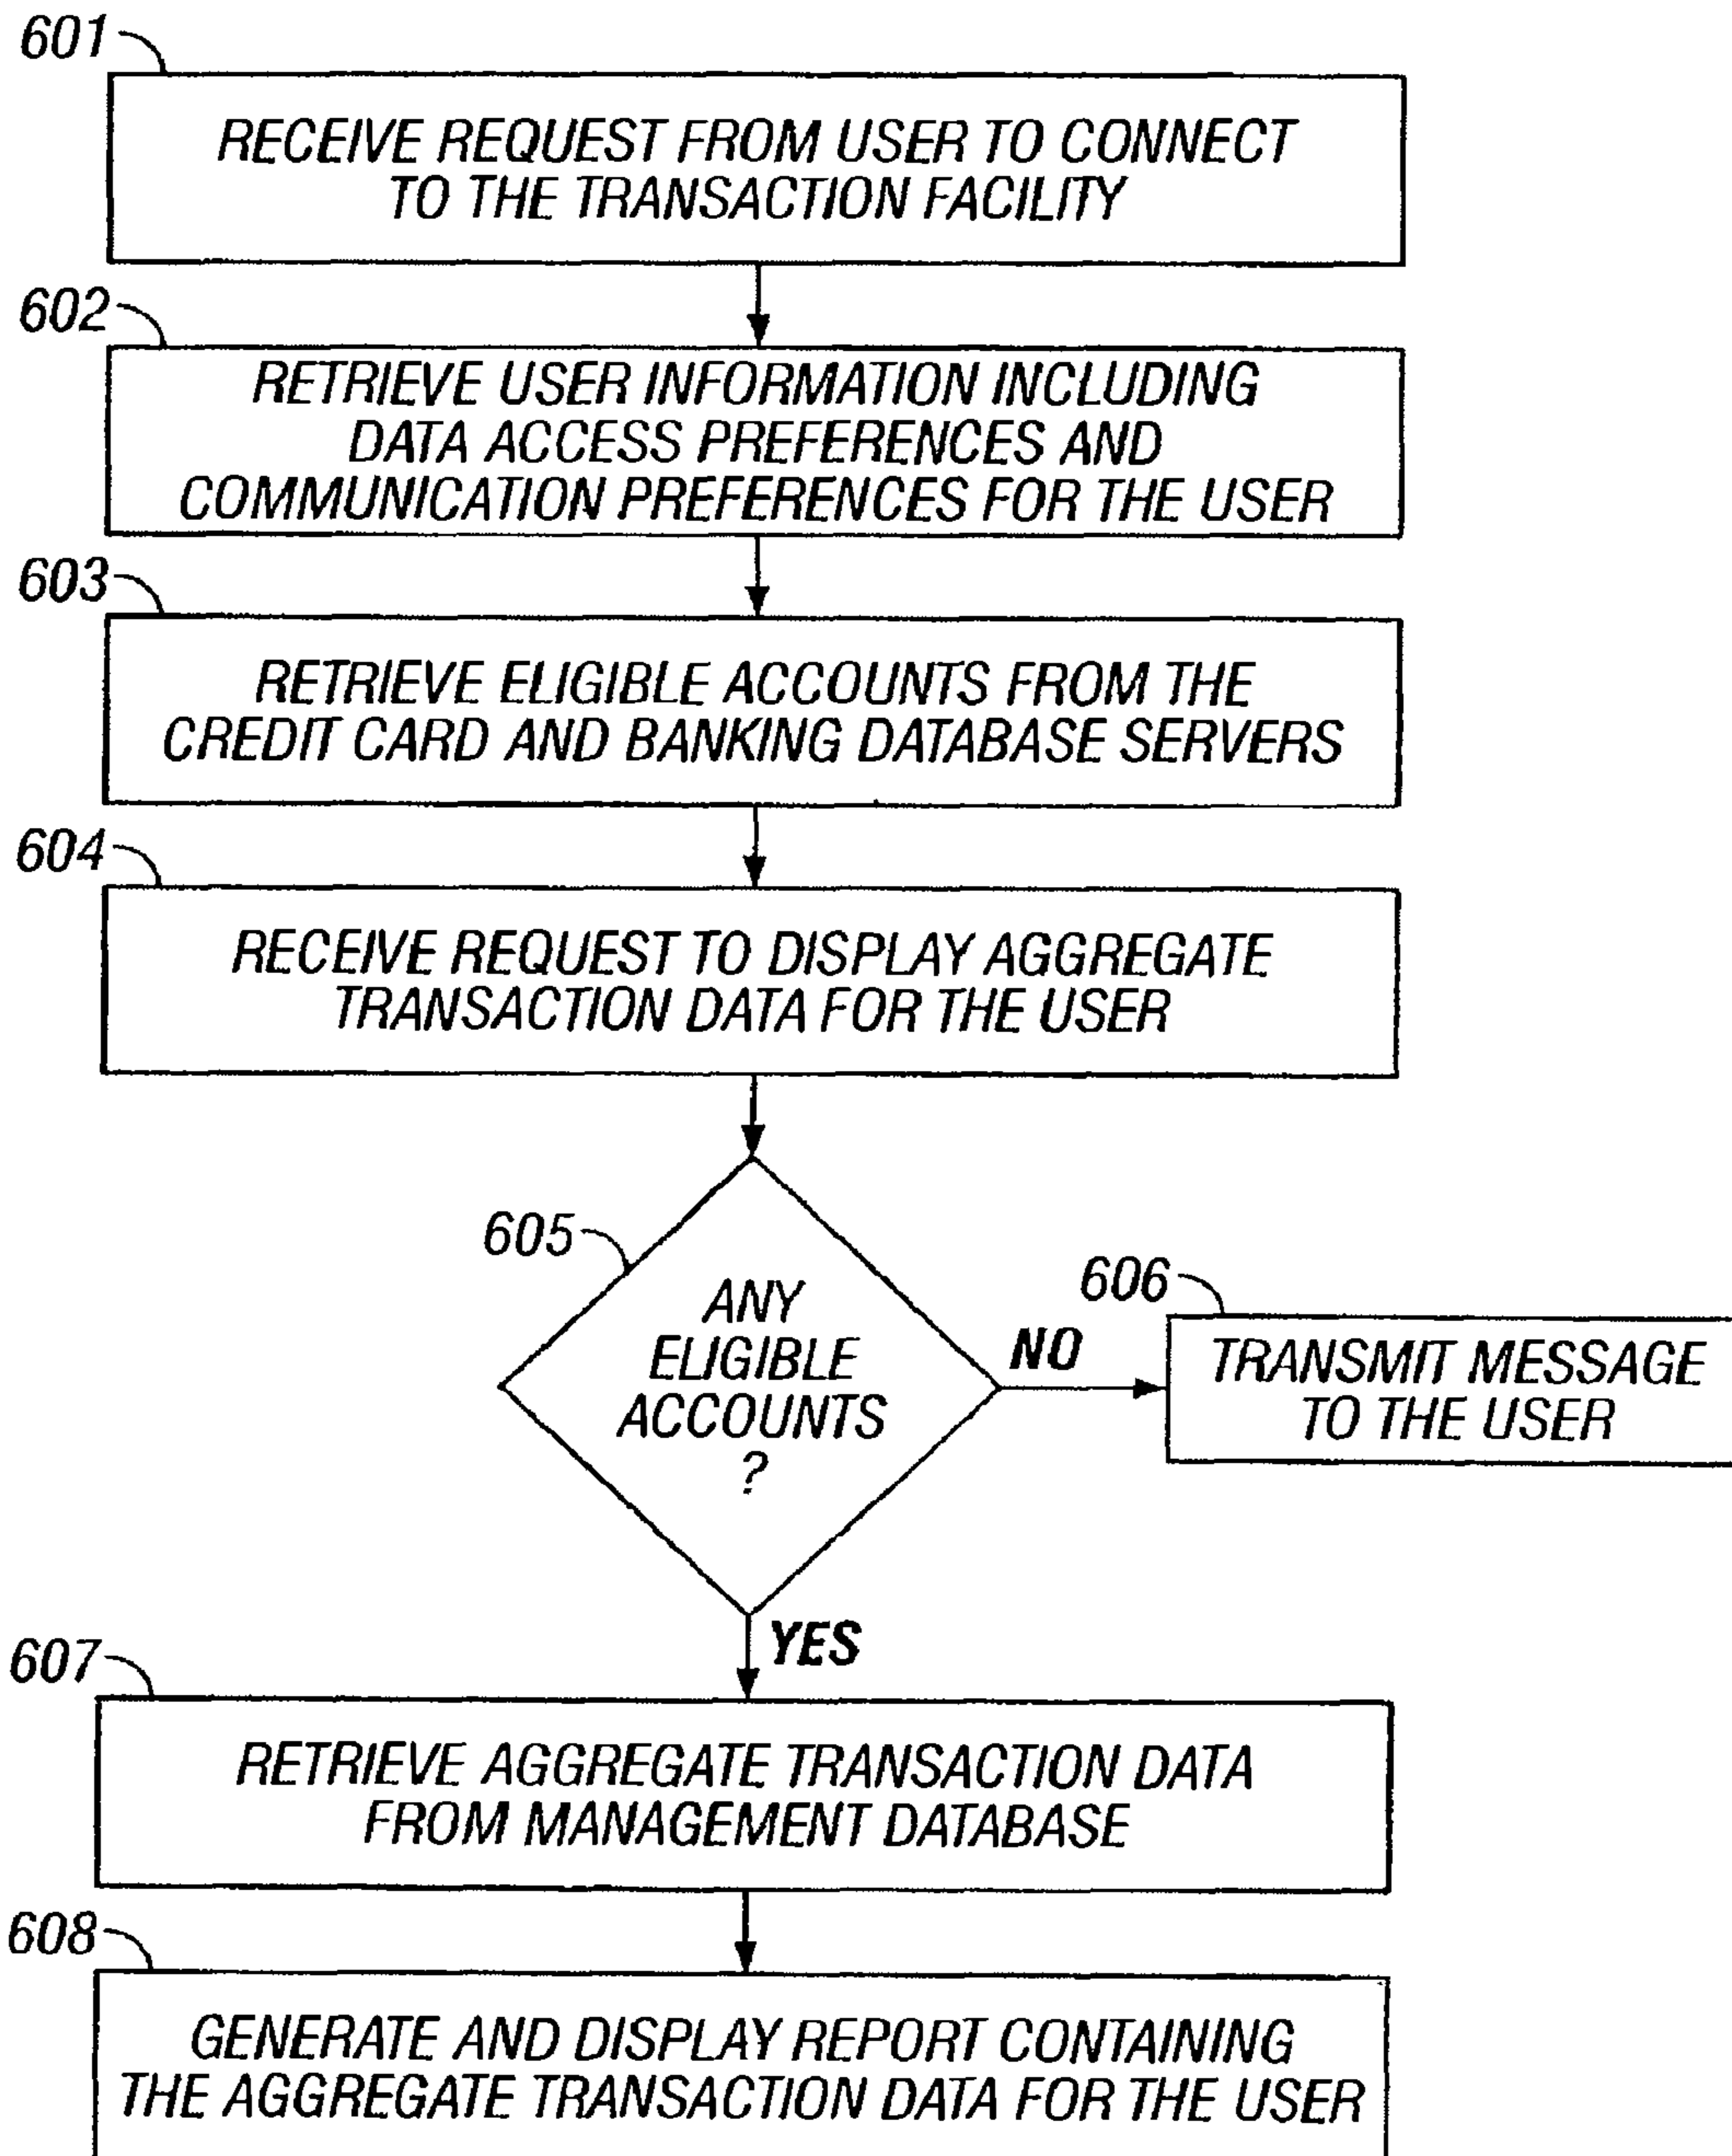 601
RECEIVE REQUEST FROM USER TO CONNECT
TO THE TRANSACTION FACILITY
602
RETRIEVE USER INFORMATION INCLUDING
DATA ACCESS PREFERENCES AND
COMMUNICATION PREFERENCES FOR THE USER
603
RETRIEVE ELIGIBLE ACCOUNTS FROM THE
CREDIT CARD AND BANKING DATABASE SERVERS
604
RECEIVE REQUEST TO DISPLAY AGGREGATE
TRANSACTION DATA FOR THE USER
605
ANY
ELIGIBLE
ACCOUNTS
?
NO
606
TRANSMIT MESSAGE
TO THE USER
YES
607
RETRIEVE AGGREGATE TRANSACTION DATA
FROM MANAGEMENT DATABASE
608
GENERATE AND DISPLAY REPORT CONTAINING
THE AGGREGATE TRANSACTION DATA FOR THE USER